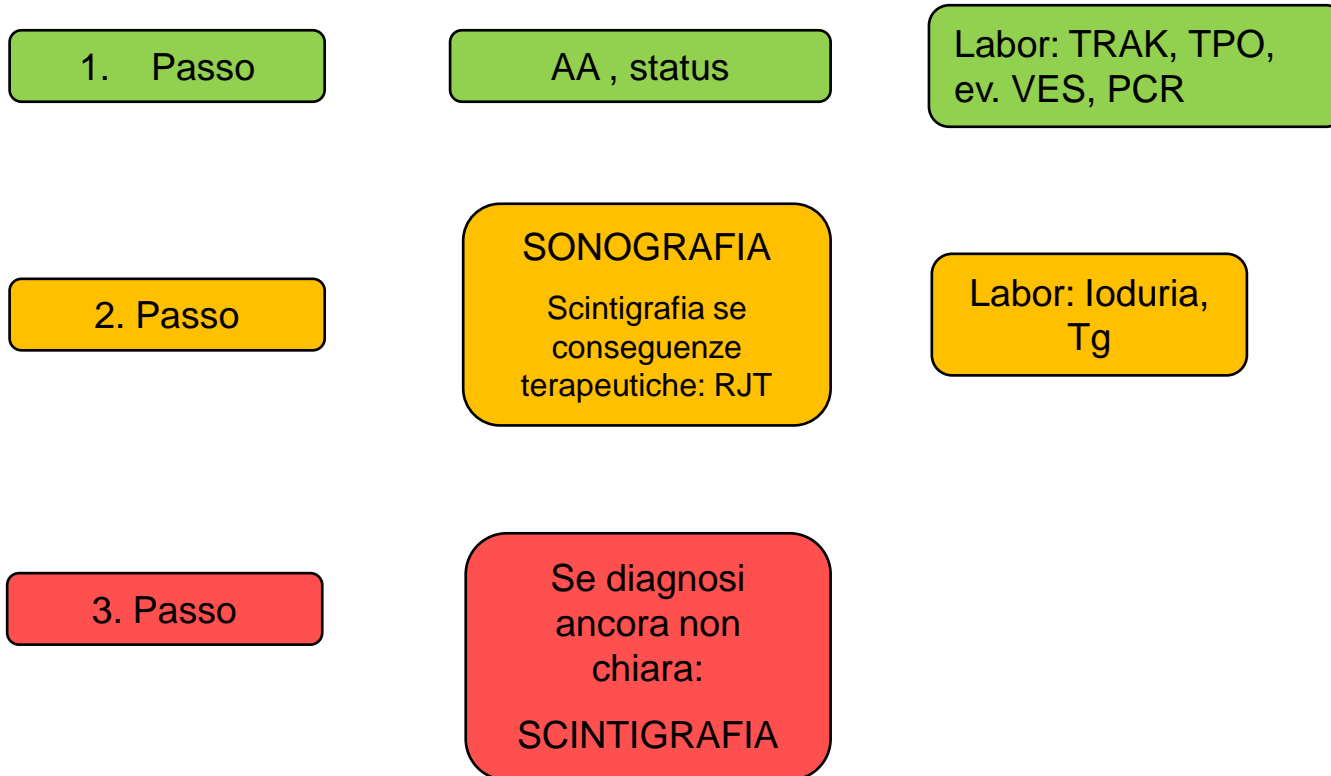 1. Passo
AA , status
Labor: TRAK, TPO,
ev. VES, PCR
2. Passo
SONOGRAFIA
Scintigrafia se
conseguenze
terapeutiche: RJT
Labor: Ioduria,
Tg
3. Passo
Se diagnosi
ancora non
chiara:
SCINTIGRAFIA